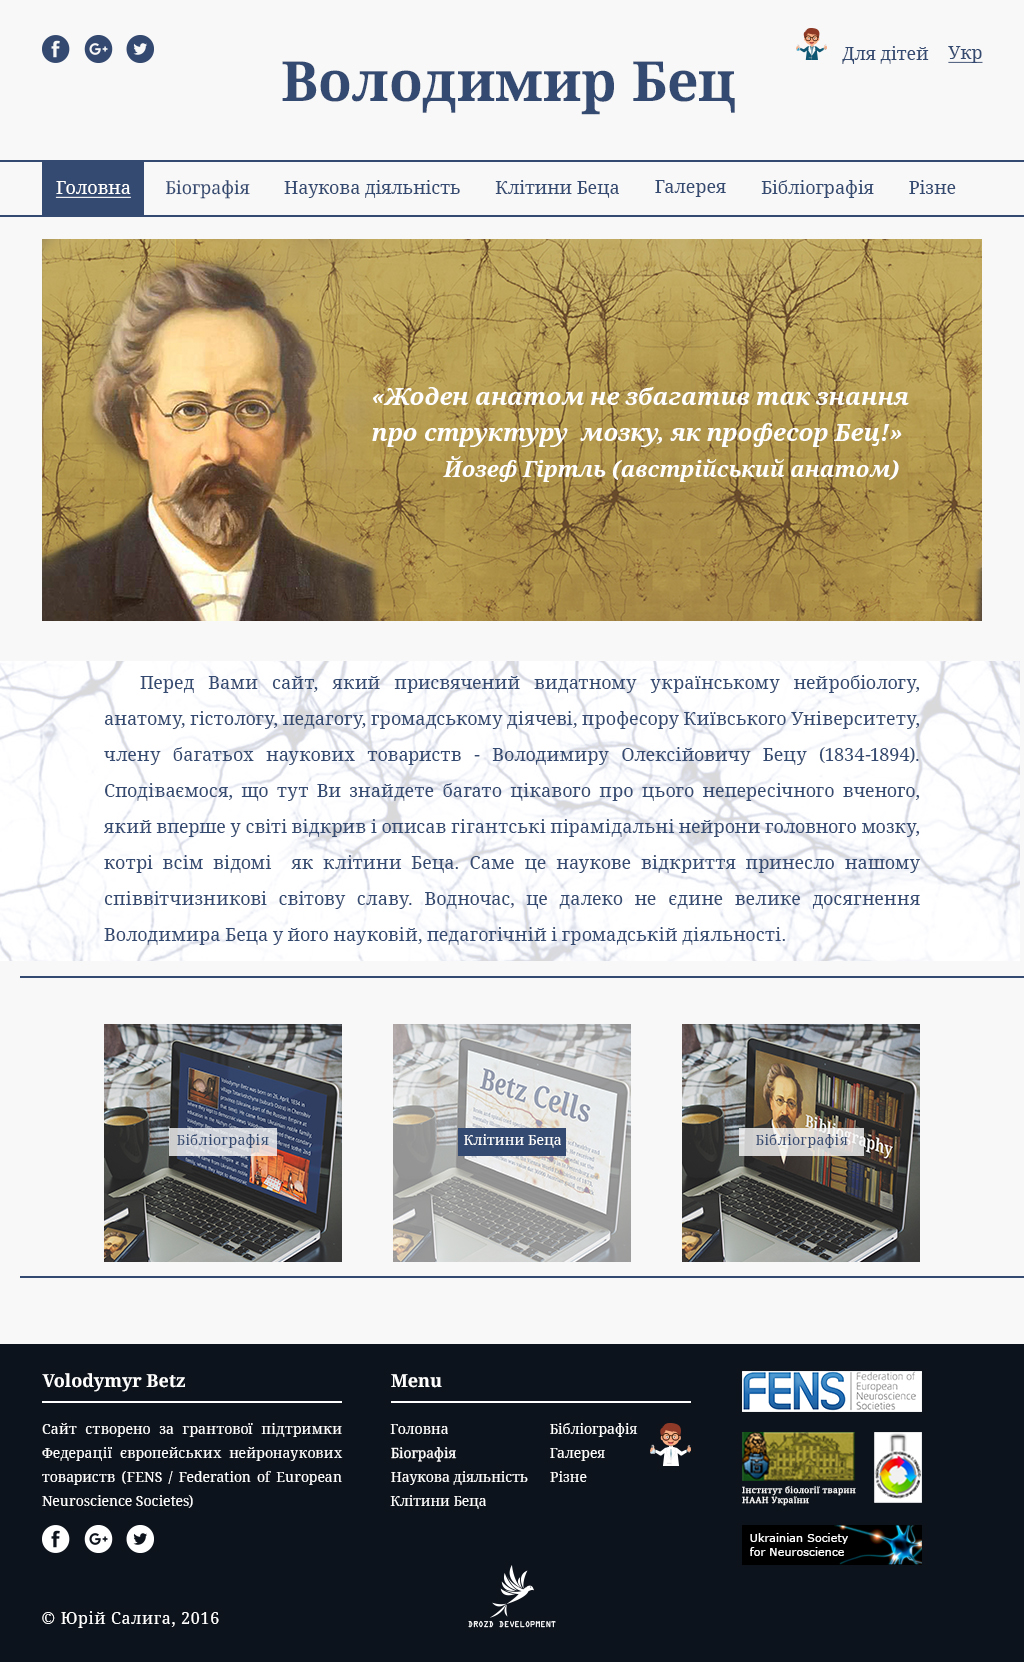 Володимир Бец
Для дітей
Укр
Головна
Біографія
Наукова діяльність
Клітини Беца
Галерея
Бібліографія
Різне
«Жоден анатом не збагатив так знання
про структуру мозку, як професор Бец!»
Йозеф Гіртль (австрійський анатом)
Перед Вами сайт, який присвячений видатному українському нейробіологу,
анатому, гістологу, педагогу, громадському діячеві, професору Київського Університету,
члену багатьох наукових товариств - Володимиру Олексійовичу Бецу (1834-1894).
Сподіваємося, що тут Ви знайдете багато цікавого про цього непересічного вченого,
який вперше у світі відкрив і описав гігантські пірамідальні нейрони головного мозку,
котрі всім відомі як клітини Беца. Саме це наукове відкриття принесло нашому
співвітчизникові світову славу. Водночас, це далеко не єдине велике досягнення
Володимира Беца у його науковій, педагогічній і громадській діяльності.
Бібліографія
Betz Cells
Клітини Беца
Bibliography
Бібліографія
Volodymyr Betz
Сайт створено за грантової підтримки
Федерації європейських нейронаукових
товариств (FENS / Federation of European
Neuroscience Societes)
Menu
Головна
Біографія
Наукова діяльність
Клітини Беца
Бібліографія
Галерея
Різне
FENS
Federation of
European
Neuroscience
Societies
Інститут біології тварин
НААН України
Ukrainian Society
for Neuroscience
© Юрій Салига, 2016
DROZD DEVELOPMENT